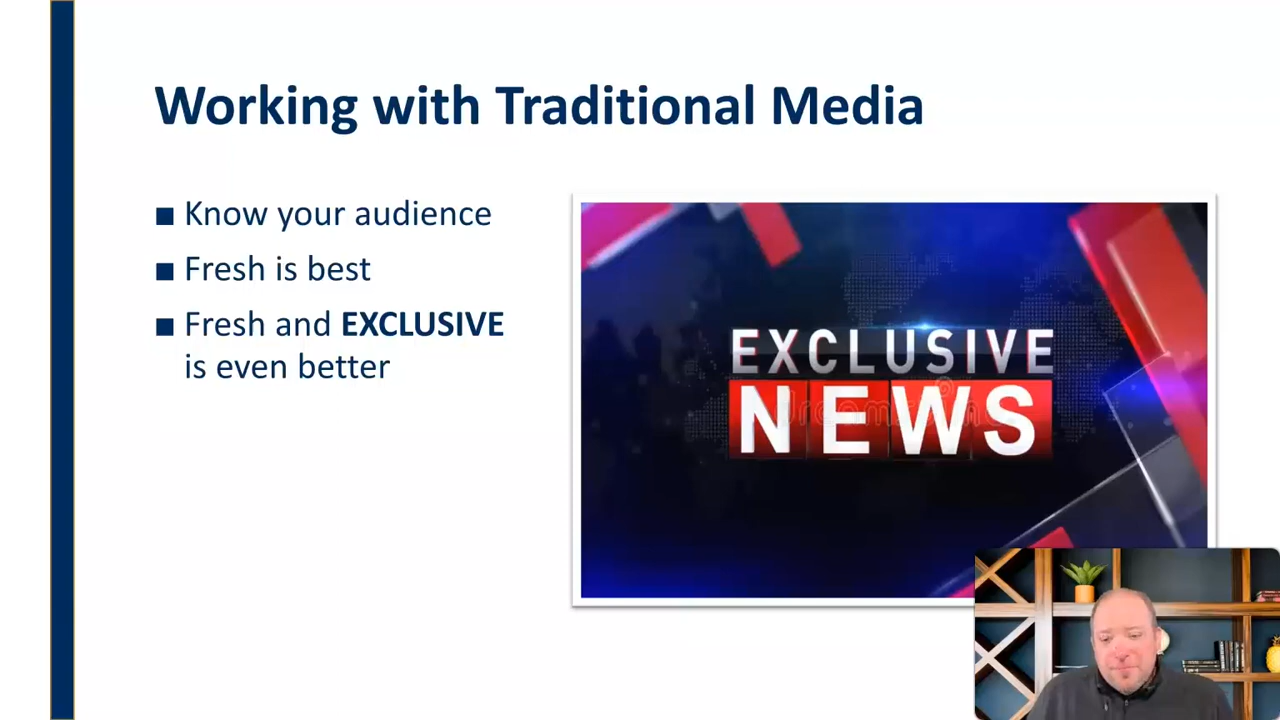 Working with Traditional Media
■ Know your audience
■ Fresh is best
■ Fresh and EXCLUSIVE
is even better
EXCLUSIVE
NEWS